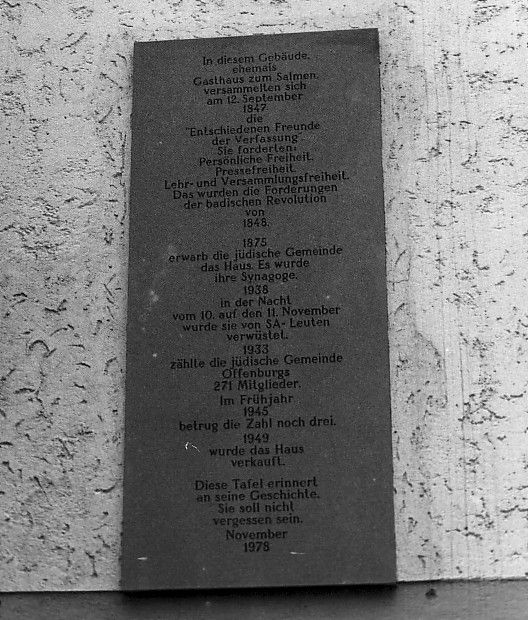 In diesem Gebäude,
ehemals
Gasthaus zum Salmen,
versammelten sich
am 12. September
1847
die
"Entschiedenen Freunde
der Verfassung"
Sie forderten:
Persönliche Freiheit.
Pressefreiheit.
Lehr- und Versammlungsfreiheit.
Das wurden die Forderungen
der badischen Revolution
von
1848.
1875
erwarb die jüdische Gemeinde
das Haus. Es wurde
ihre Synagoge.
1938
in der Nacht
vom 10. auf den 11. November
wurde sie von SA- Leuten
verwüstet.
1933
zählte die jüdische Gemeinde
Offenburgs
271 Mitglieder.
Im Frühjahr
1945
betrug die Zahl noch drei.
1949
wurde das Haus
verkauft.
Diese Tafel erinnert
an seine Geschichte.
Sie soll nicht
vergessen sein.
November
1978